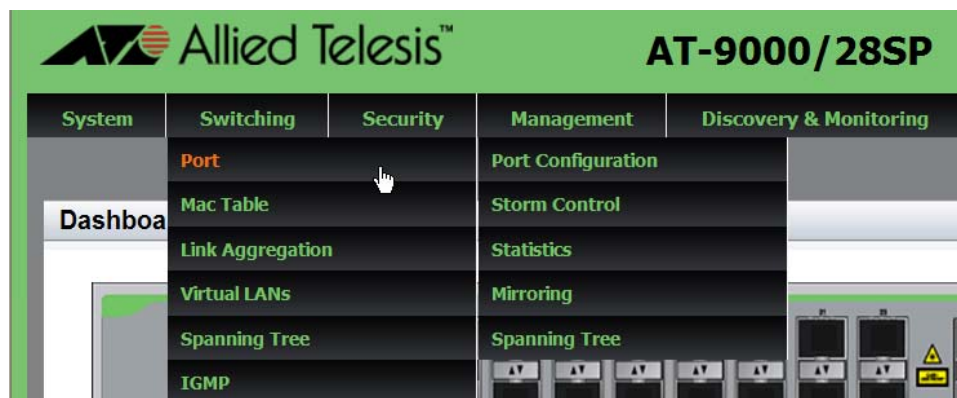 Allied Telesis™ AT-9000/28SP
System Switching Security Management Discovery & Monitoring
Port
Mac Table
Link Aggregation
Virtual LANs
Spanning Tree
IGMP
Port Configuration
Storm Control
Statistics
Mirroring
Spanning Tree
Dashboa